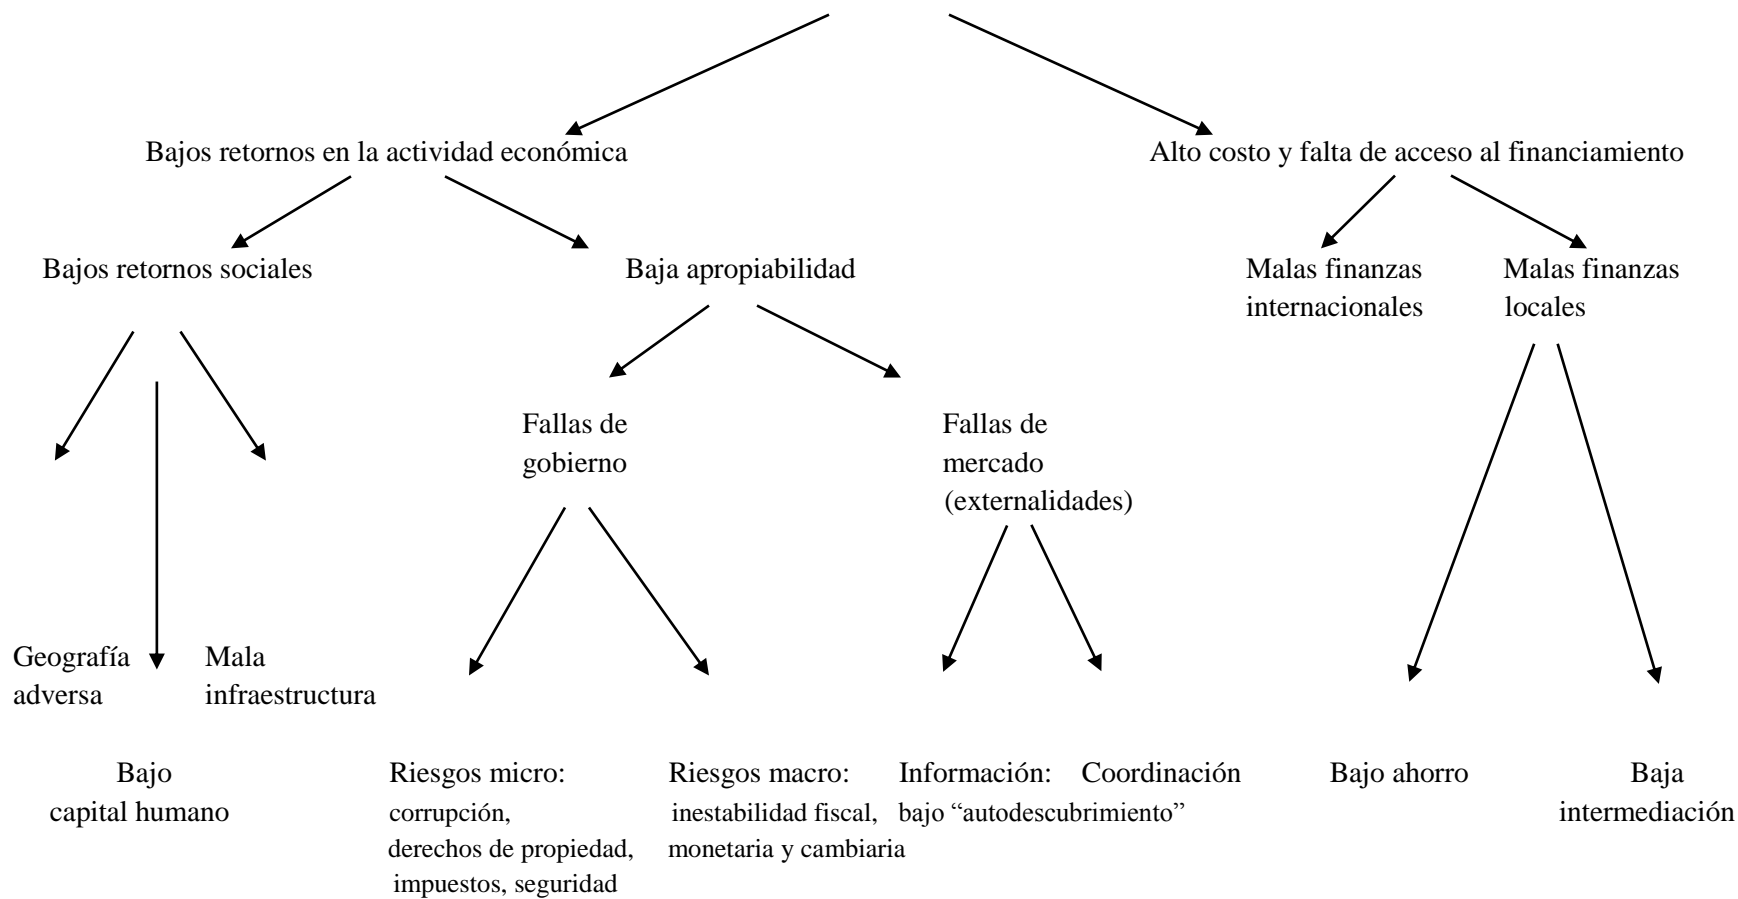 Bajos retornos en la actividad económica
Alto costo y falta de acceso al financiamiento
Bajos retornos sociales
Baja apropiabilidad
Malas finanzas
internacionales
Malas finanzas
locales
Fallas de
gobierno
Fallas de
mercado
(externalidades)
Geografía
adversa
Mala
infraestructura
Bajo
capital humano
Riesgos micro:
corrupción,
derechos de propiedad,
impuestos, seguridad
Riesgos macro:
inestabilidad fiscal,
monetaria y cambiaria
Información:
bajo “autodescubrimiento”
Coordinación
Bajo ahorro
Baja
intermediación